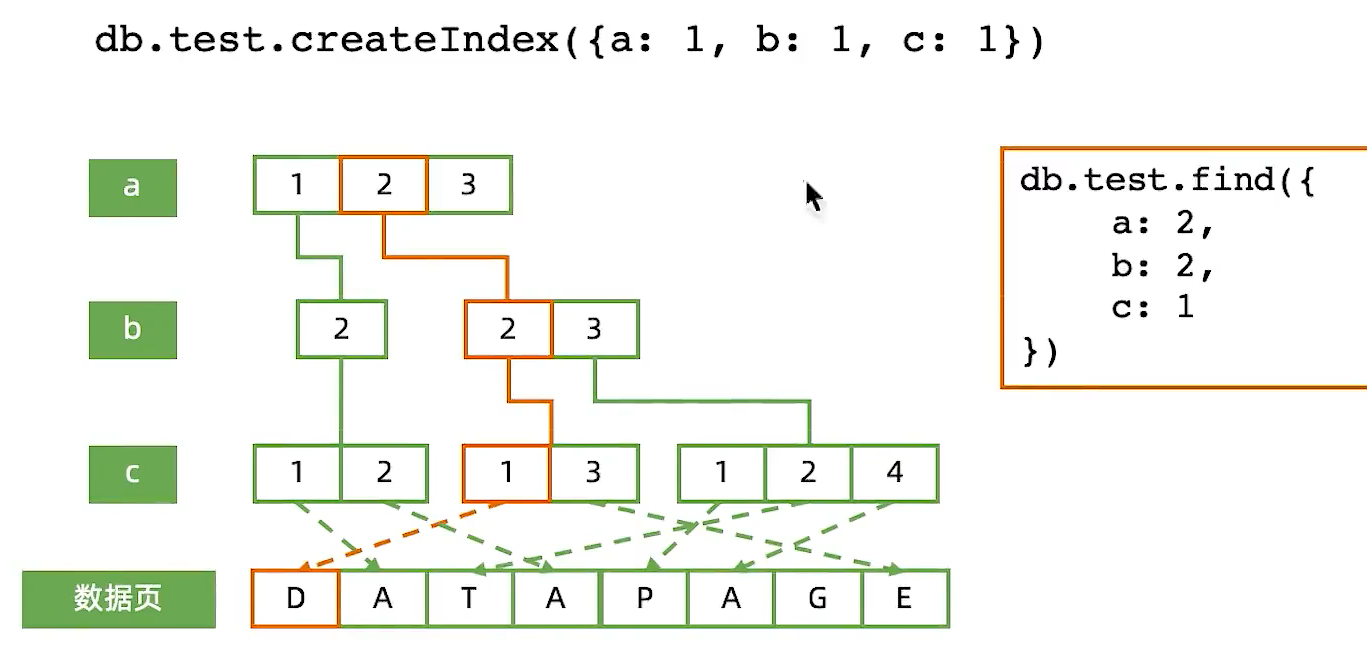 db.test.createIndex({a: 1, b: 1, c: 1})
a
1 2 3
db.test.find({
a: 2,
b: 2,
c: 1
})
b
2
2 3
c
1 2
1 3
1 2 4
数据页
D A T A P A G E